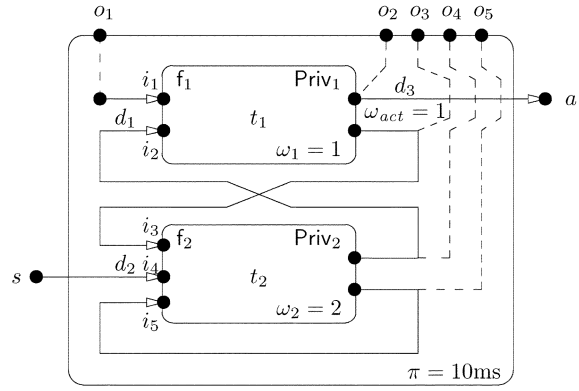 o₁ o₂ o₃ o₄ o₅
i₁ f₁ Priv₁ d₃
d₁ t₁ ω_act = 1 a
i₂ ω₁ = 1
i₃ f₂ Priv₂
s d₂ i₄ t₂
i₅ ω₂ = 2
π = 10ms